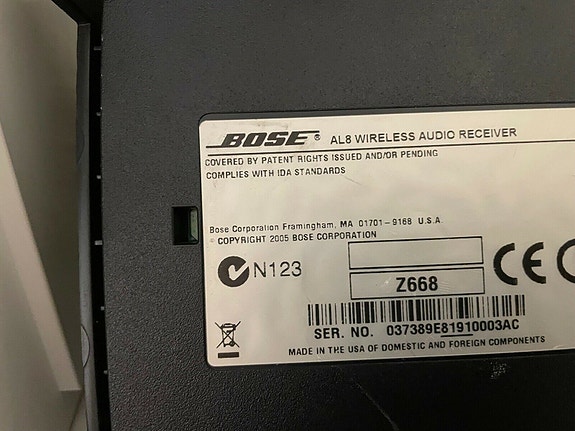 BOSE® AL8 WIRELESS AUDIO RECEIVER
COVERED BY PATENT RIGHTS ISSUED AND/OR PENDING
COMPLIES WITH IDA STANDARDS
Bose Corporation Framingham, MA 01701-9168 U.S.A.
© COPYRIGHT 2005 BOSE CORPORATION
N123
CE
Z668
SER. NO. 037389E81910003AC
MADE IN THE USA OF DOMESTIC AND FOREIGN COMPONENTS